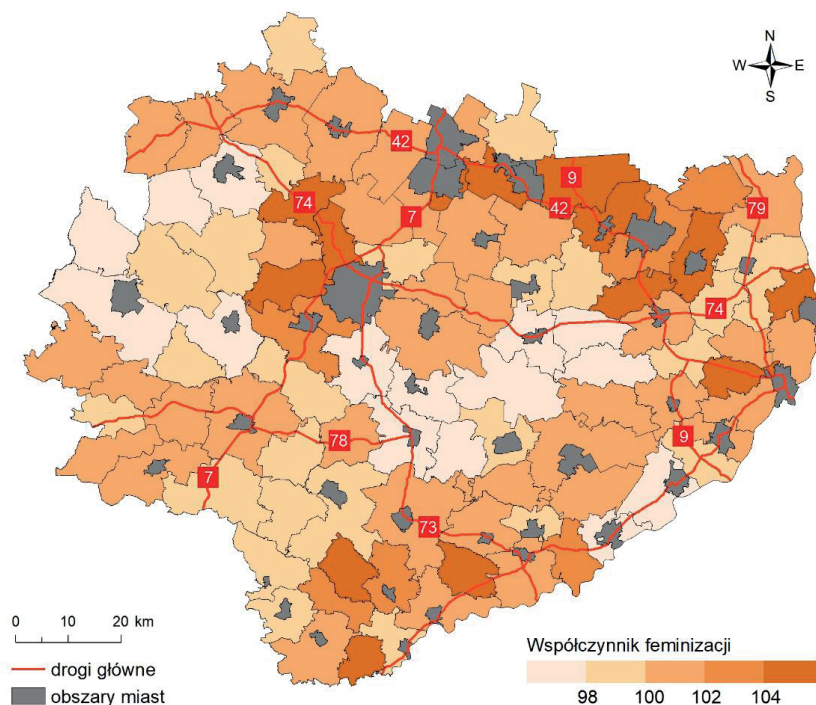 N
W E
S
42
9
74
7
42
79
74
78
9
7
73
0 10 20 km
drogi główne
obszary miast
Współczynnik feminizacji
98 100 102 104